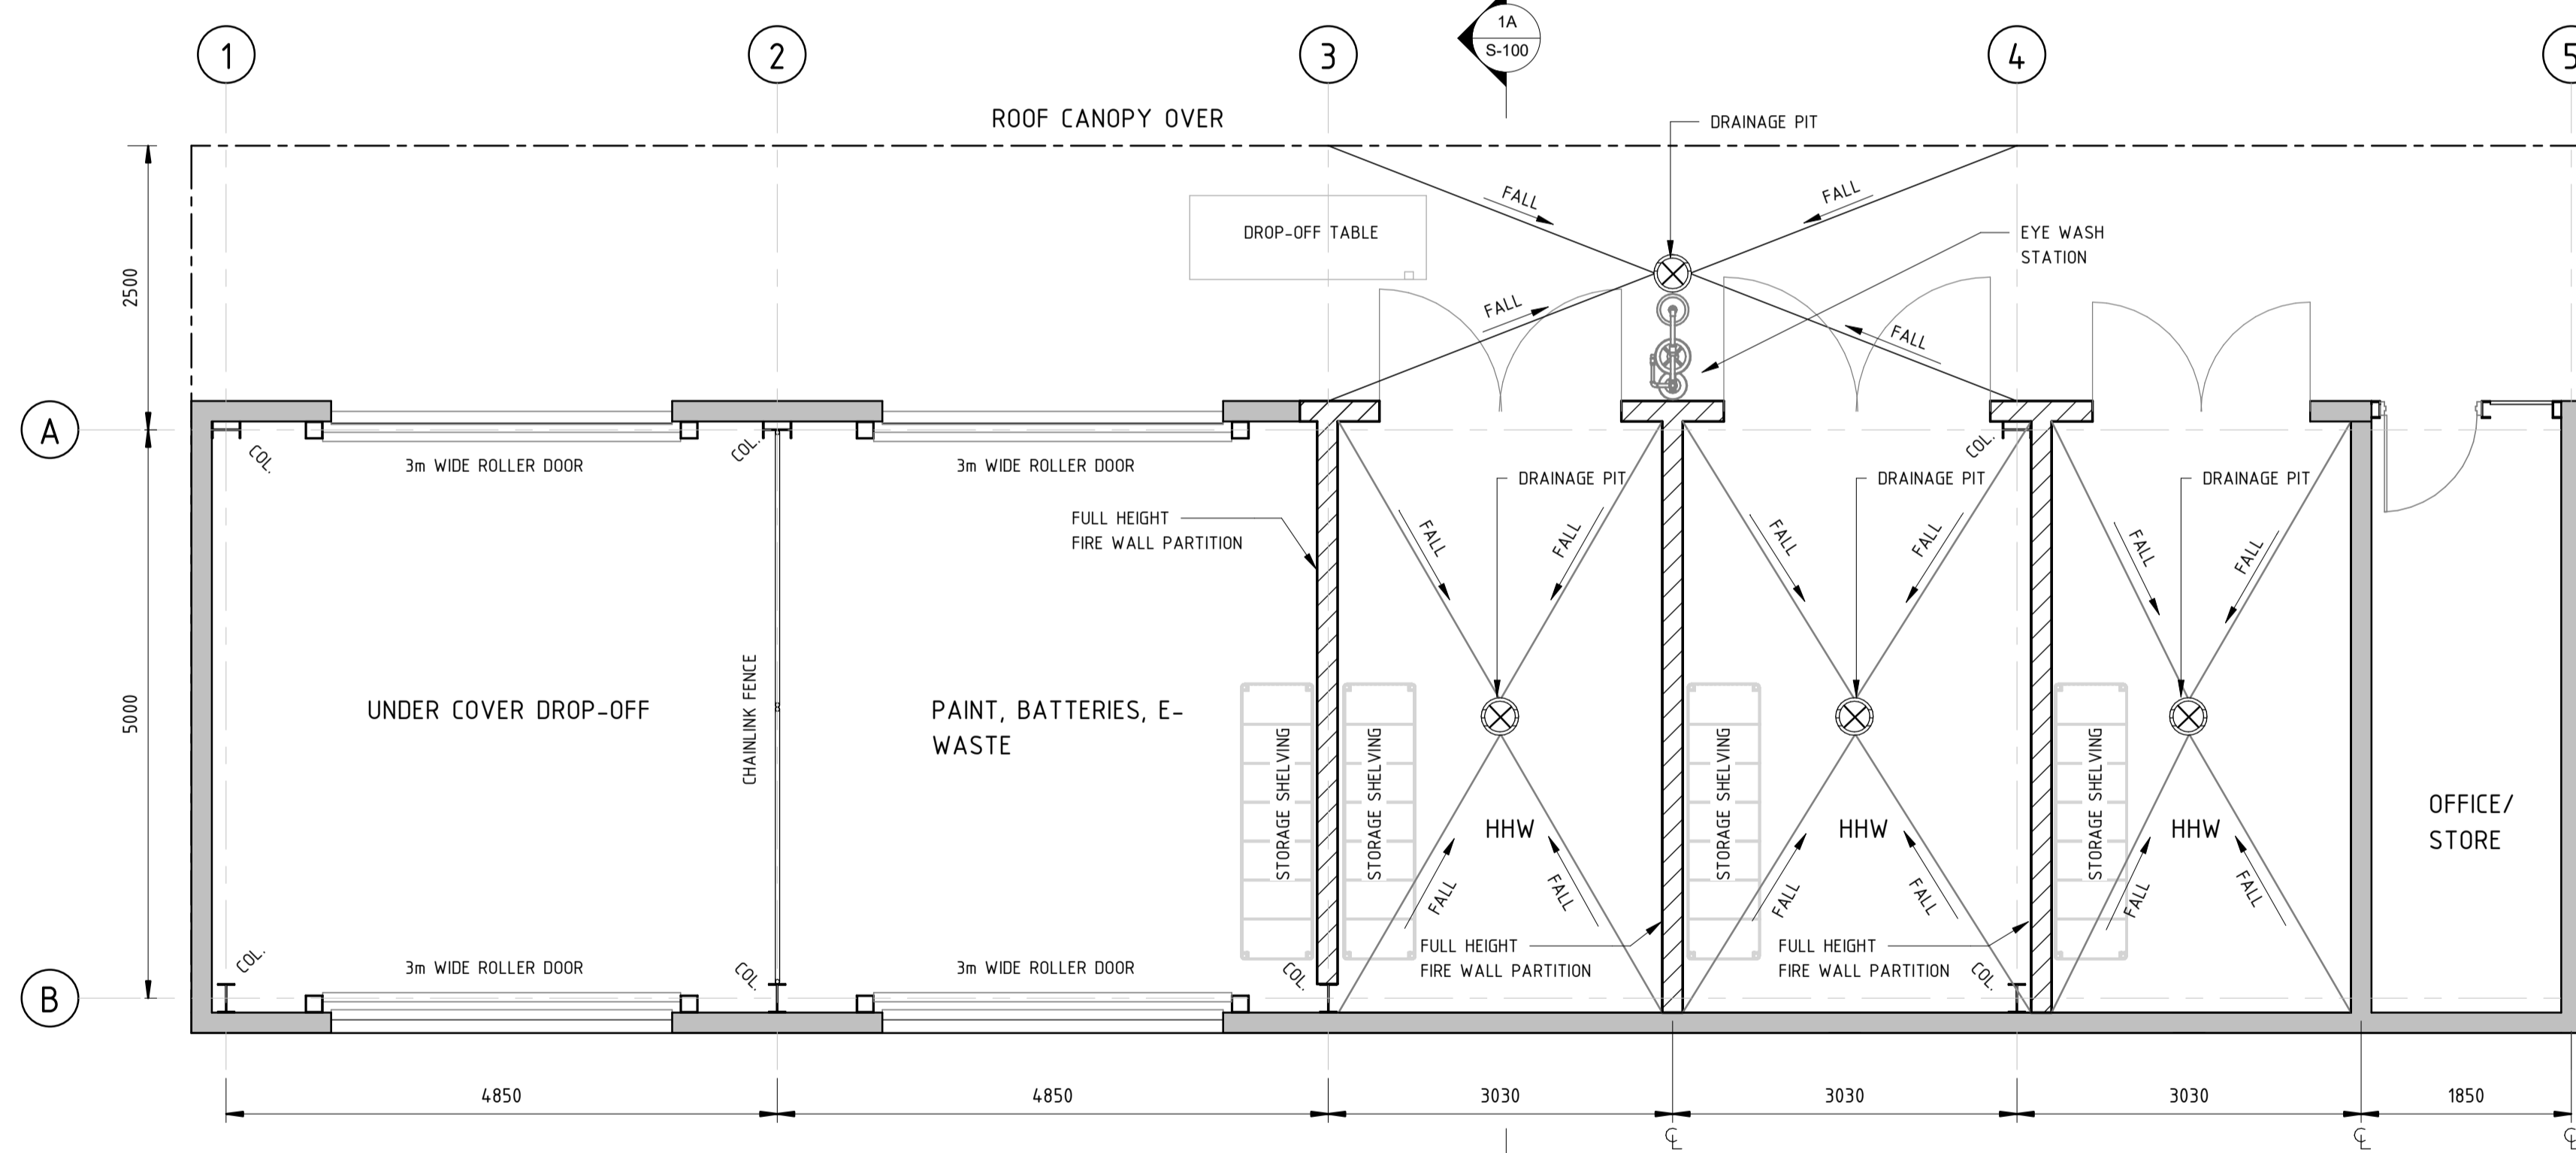 1A
S-100
1
2
3
4
5
ROOF CANOPY OVER
DRAINAGE PIT
FALL
FALL
DROP-OFF TABLE
EYE WASH
STATION
2500
FALL
FALL
A
COL.
COL.
COL.
3m WIDE ROLLER DOOR
3m WIDE ROLLER DOOR
DRAINAGE PIT
DRAINAGE PIT
DRAINAGE PIT
FULL HEIGHT
FIRE WALL PARTITION
FALL
FALL
FALL
FALL
FALL
FALL
5000
UNDER COVER DROP-OFF
CHAINLINK FENCE
PAINT, BATTERIES, E-
WASTE
STORAGE SHELVING
STORAGE SHELVING
STORAGE SHELVING
STORAGE SHELVING
HHW
HHW
HHW
OFFICE/
STORE
FALL
FALL
FALL
FALL
FALL
FALL
FULL HEIGHT
FIRE WALL PARTITION
FULL HEIGHT
FIRE WALL PARTITION
COL.
COL.
COL.
COL.
3m WIDE ROLLER DOOR
3m WIDE ROLLER DOOR
B
4850
4850
3030
3030
3030
1850
℄
℄
℄